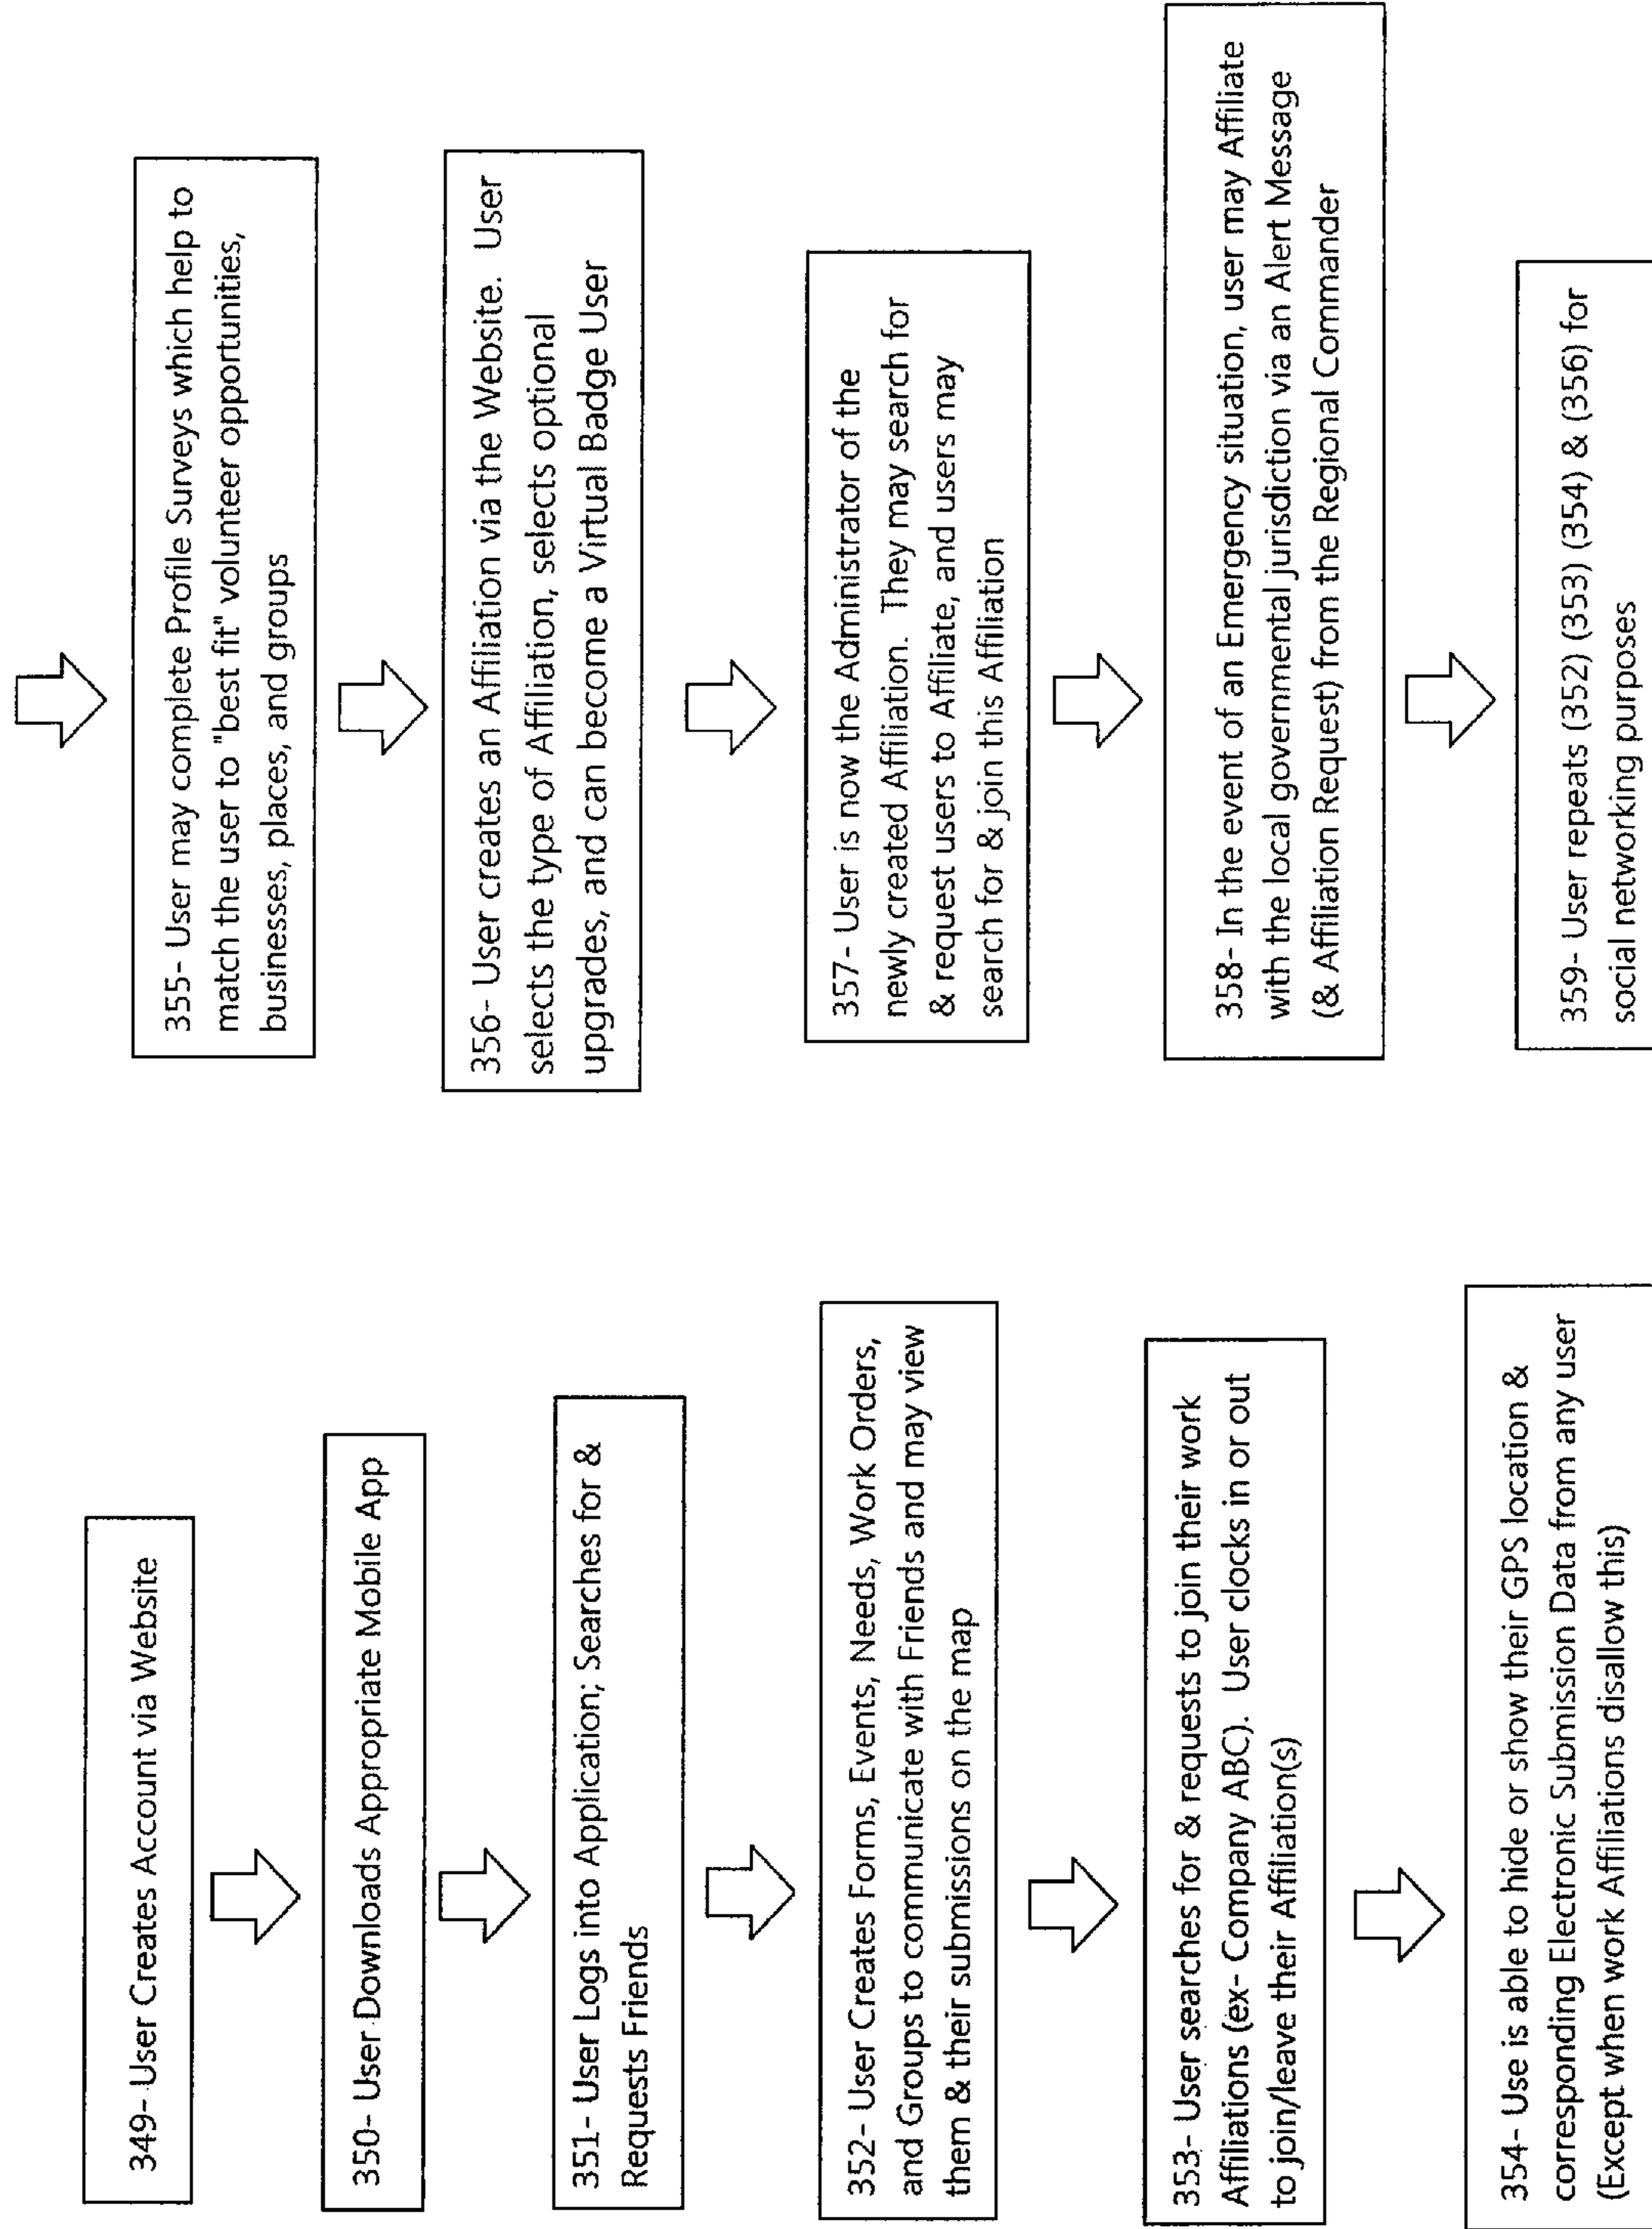 349- User Creates Account via Website
350- User Downloads Appropriate Mobile App
351- User Logs into Application; Searches for &
Requests Friends
352- User Creates Forms, Events, Needs, Work Orders,
and Groups to communicate with Friends and may view
them & their submissions on the map
353- User searches for & requests to join their work
Affiliations (ex- Company ABC).  User clocks in or out
to join/leave their Affiliation(s)
354- Use is able to hide or show their GPS location &
corresponding Electronic Submission Data from any user
(Except when work Affiliations disallow this)
355- User may complete Profile Surveys which help to
match the user to "best fit" volunteer opportunities,
businesses, places, and groups
356- User creates an Affiliation via the Website.  User
selects the type of Affiliation, selects optional
upgrades, and can become a Virtual Badge User
357- User is now the Administrator of the
newly created Affiliation.  They may search for
& request users to Affiliate, and users may
search for & join this Affiliation
358- In the event of an Emergency situation, user may Affiliate
with the local governmental jurisdiction via an Alert Message
(& Affiliation Request) from the Regional Commander
359- User repeats (352) (353) (354) & (356) for
social networking purposes